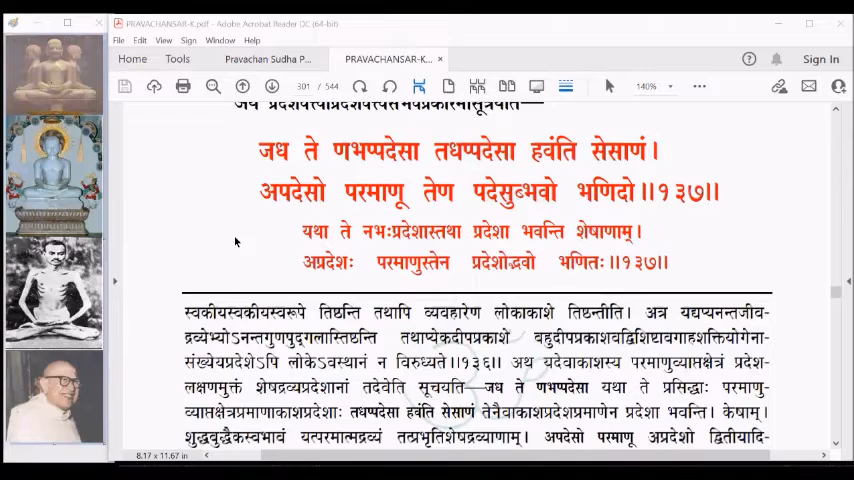 PRAVACHANSAR-K.pdf - Adobe Acrobat Reader DC (64-bit)
File Edit View Sign Window Help
Home Tools Pravachan Sudha P... PRAVACHANSAR-K... × Sign In
301 / 544 140%
जध ते णभप्पदेसा तधप्पदेसा हवंति सेसाणं।
अपदेसो परमाणू तेण पदेसुब्भवो भणिदो॥१३७॥
यथा ते नभःप्रदेशास्तथा प्रदेशा भवन्ति शेषाणाम्।
अप्रदेशः परमाणुस्तेन प्रदेशोद्भवो भणितः॥१३७॥
स्वकीयस्वकीयस्वरूपे तिष्ठन्ति तथापि व्यवहारेण लोकाकाशे तिष्ठन्तीति। अत्र यद्यप्यनन्तजीव-
द्रव्येभ्योऽनन्तगुणपुद्गलास्तिष्ठन्ति तथाप्येकदीपप्रकाशे बहुदीपप्रकाशवद्विशिष्टावगाहशक्तियोगेना-
संख्येयप्रदेशेऽपि लोकेऽवस्थानं न विरुध्यते॥१३६॥ अथ यदेवाकाशस्य परमाणुव्याप्तक्षेत्रं प्रदेश-
लक्षणमुक्तं शेषद्रव्यप्रदेशानां तदेवेति सूचयति—जध ते णभप्पदेसा यथा ते प्रसिद्धाः परमाणु-
व्याप्तक्षेत्रप्रमाणाकाशप्रदेशाः तधप्पदेसा हवंति सेसाणं तेनैवाकाशप्रदेशप्रमाणेन प्रदेशा भवन्ति। केषाम्।
शुद्धबुद्धैकस्वभावं यत्परमात्मद्रव्यं तत्प्रभृतिशेषद्रव्याणाम्। अपदेसो परमाणू अप्रदेशो द्वितीयादि-
8.17 x 11.67 in